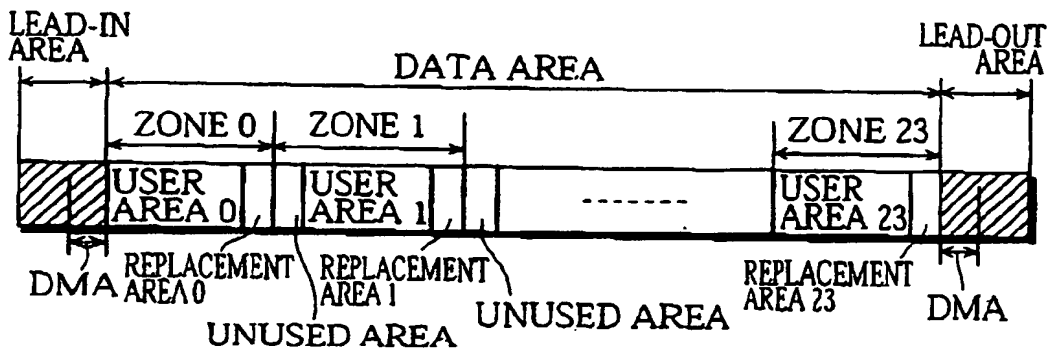 LEAD-IN
AREA
DATA AREA
LEAD-OUT
AREA
ZONE 0
ZONE 1
ZONE 23
USER
AREA 0
USER
AREA 1
USER
AREA 23
DMA
REPLACEMENT
AREA 0
REPLACEMENT
AREA 1
REPLACEMENT
AREA 23
DMA
UNUSED AREA
UNUSED AREA